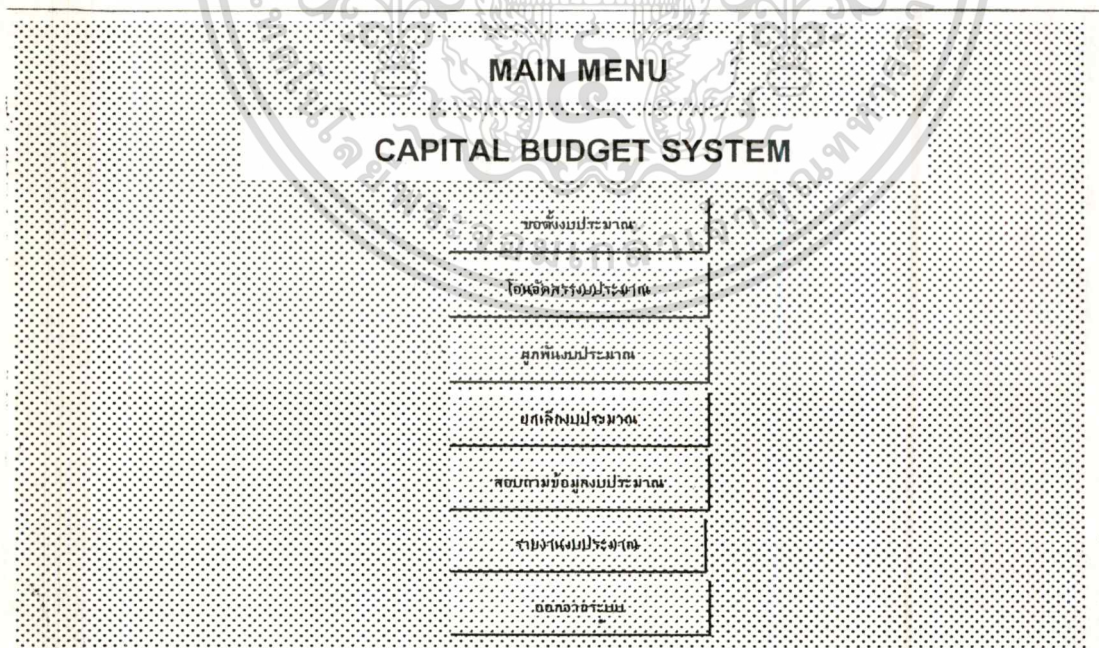 MAIN MENU
CAPITAL BUDGET SYSTEM
ขอตั้งงบประมาณ
โอนจัดสรรงบประมาณ
ผูกพันงบประมาณ
ยกเลิกงบประมาณ
สอบถามข้อมูลงบประมาณ
รายงานงบประมาณ
ออกจากระบบ